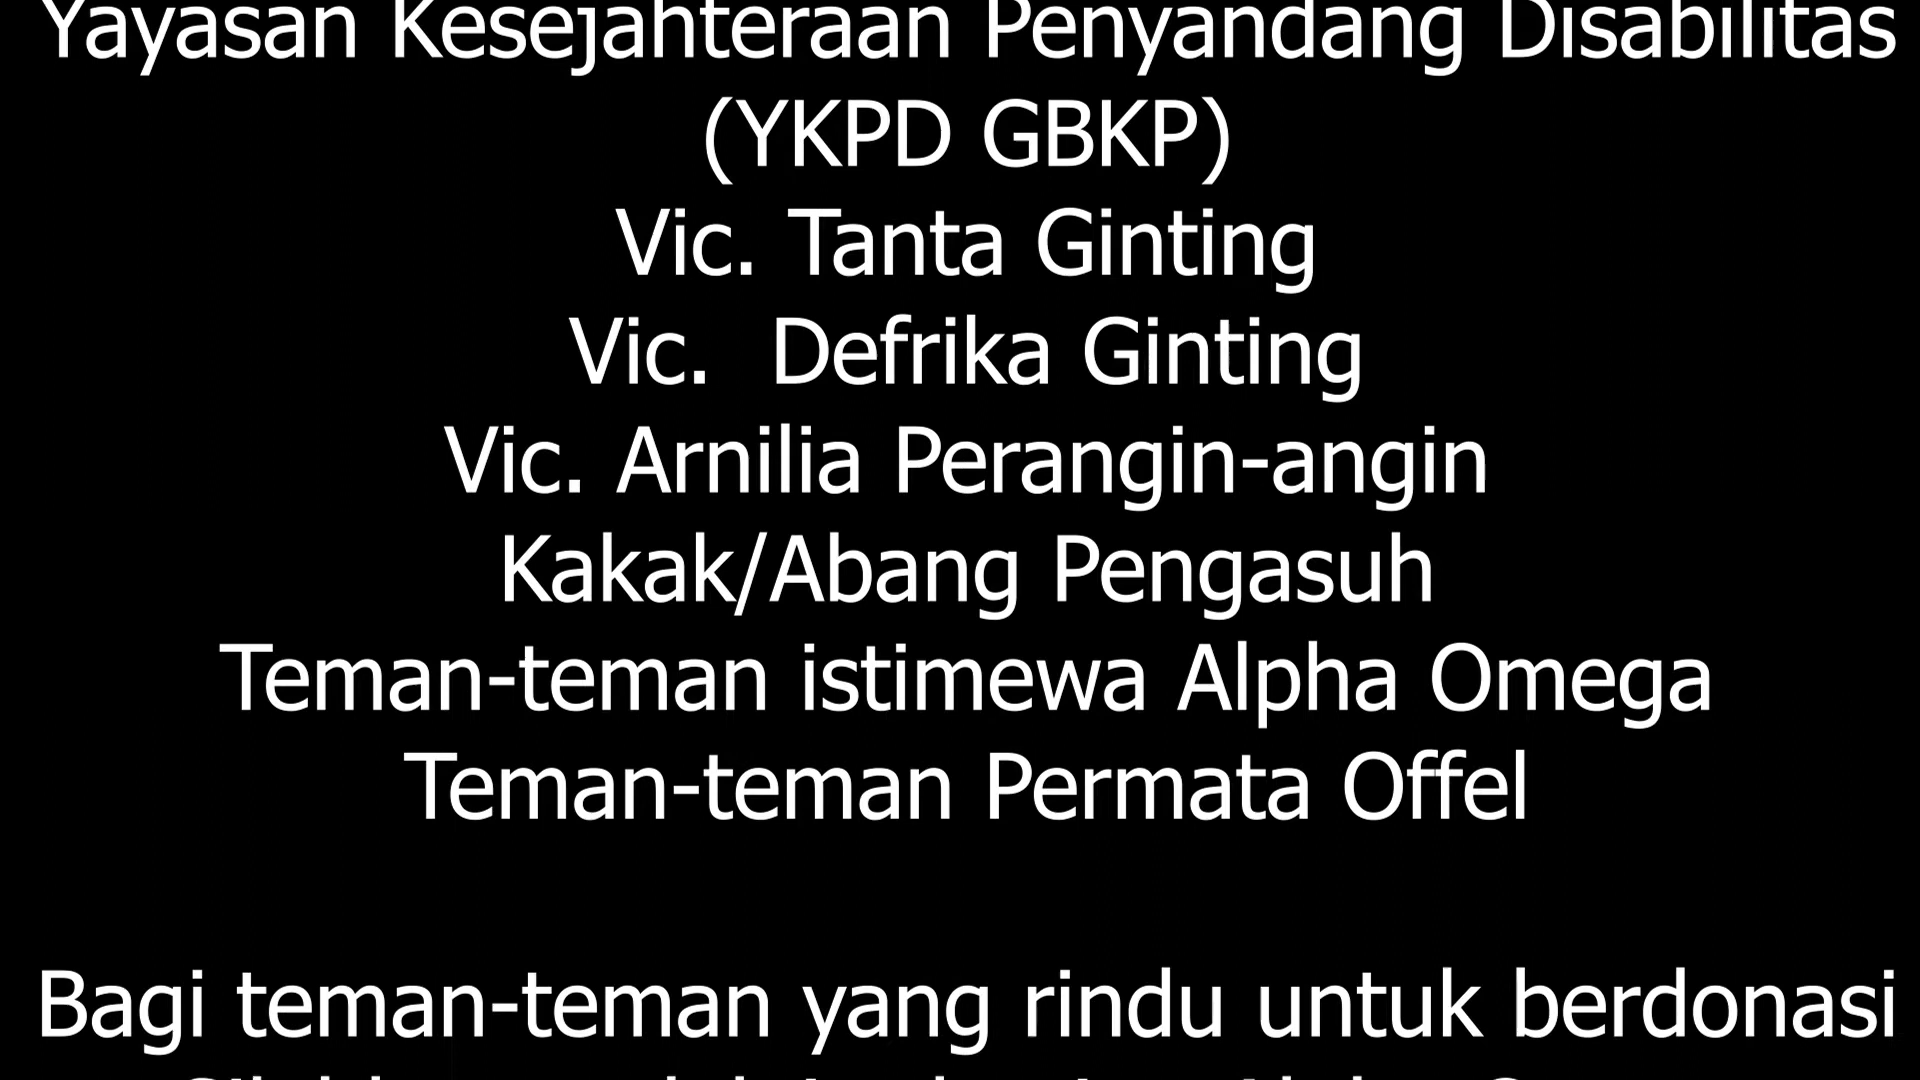 Yayasan Kesejahteraan Penyandang Disabilitas
(YKPD GBKP)
Vic. Tanta Ginting
Vic.  Defrika Ginting
Vic. Arnilia Perangin-angin
Kakak/Abang Pengasuh
Teman-teman istimewa Alpha Omega
Teman-teman Permata Offel
Bagi teman-teman yang rindu untuk berdonasi